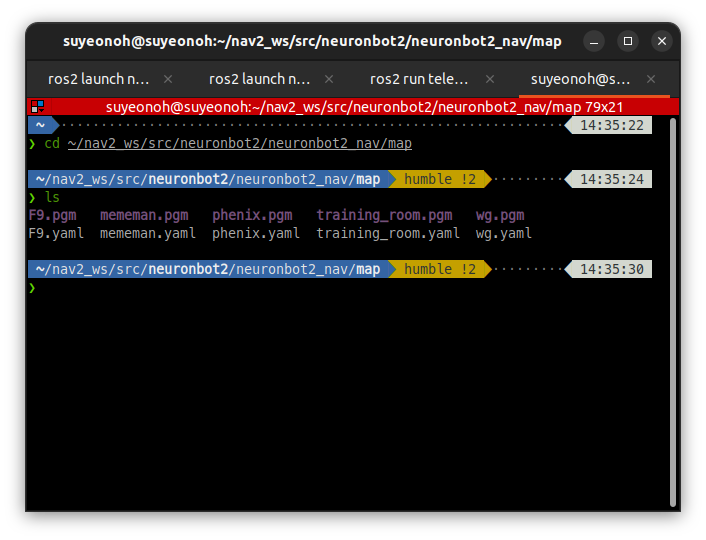 suyeonoh@suyeonoh:~/nav2_ws/src/neuronbot2/neuronbot2_nav/map
ros2 launch n... × ros2 launch n... × ros2 run tele... × suyeonoh@s... ×
suyeonoh@suyeonoh:~/nav2_ws/src/neuronbot2/neuronbot2_nav/map 79x21
~ 14:35:22
❯ cd ~/nav2_ws/src/neuronbot2/neuronbot2_nav/map
~/nav2_ws/src/neuronbot2/neuronbot2_nav/map humble !2 14:35:24
❯ ls
F9.pgm mememan.pgm phenix.pgm training_room.pgm wg.pgm
F9.yaml mememan.yaml phenix.yaml training_room.yaml wg.yaml
~/nav2_ws/src/neuronbot2/neuronbot2_nav/map humble !2 14:35:30
❯